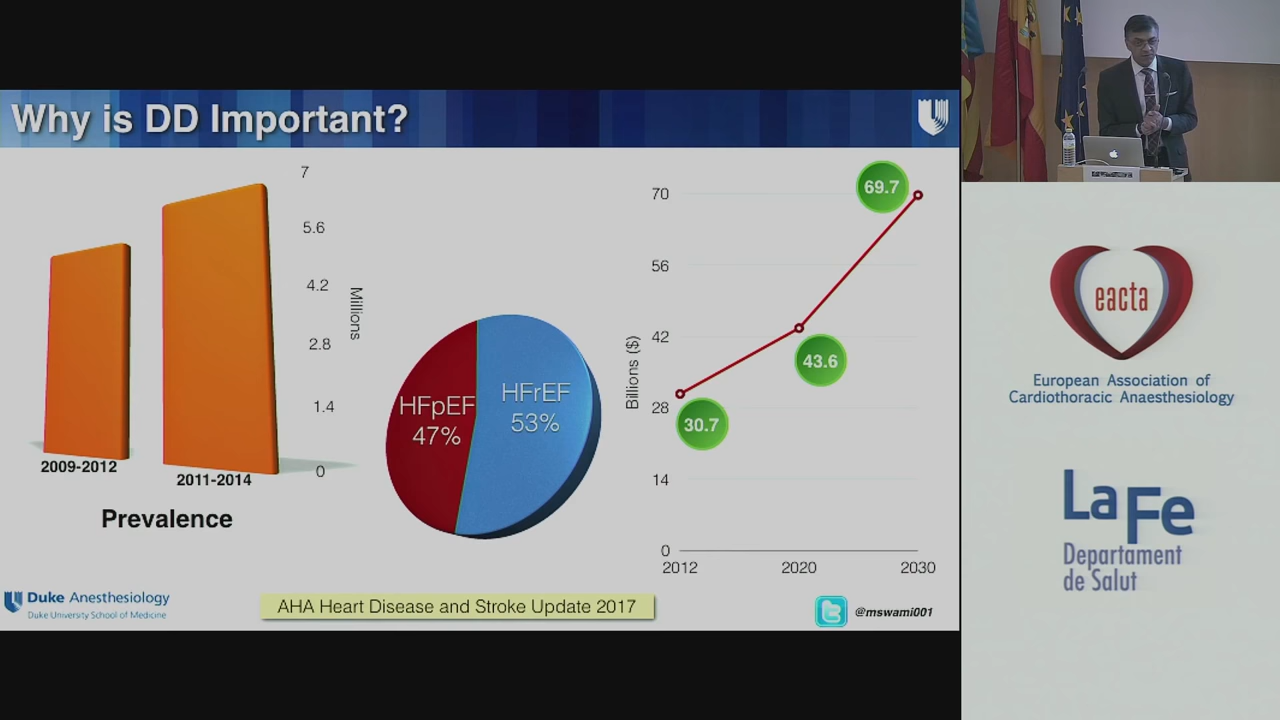 Why is DD Important?
7
5.6
4.2
2.8
1.4
0
Millions
2009-2012
2011-2014
Prevalence
HFpEF
47%
HFrEF
53%
Billions ($)
70
56
42
28
14
0
2012
2020
2030
30.7
43.6
69.7
Duke Anesthesiology
Duke University School of Medicine
AHA Heart Disease and Stroke Update 2017
@mswami001
eacta
European Association of
Cardiothoracic Anaesthesiology
La Fe
Departament
de Salut